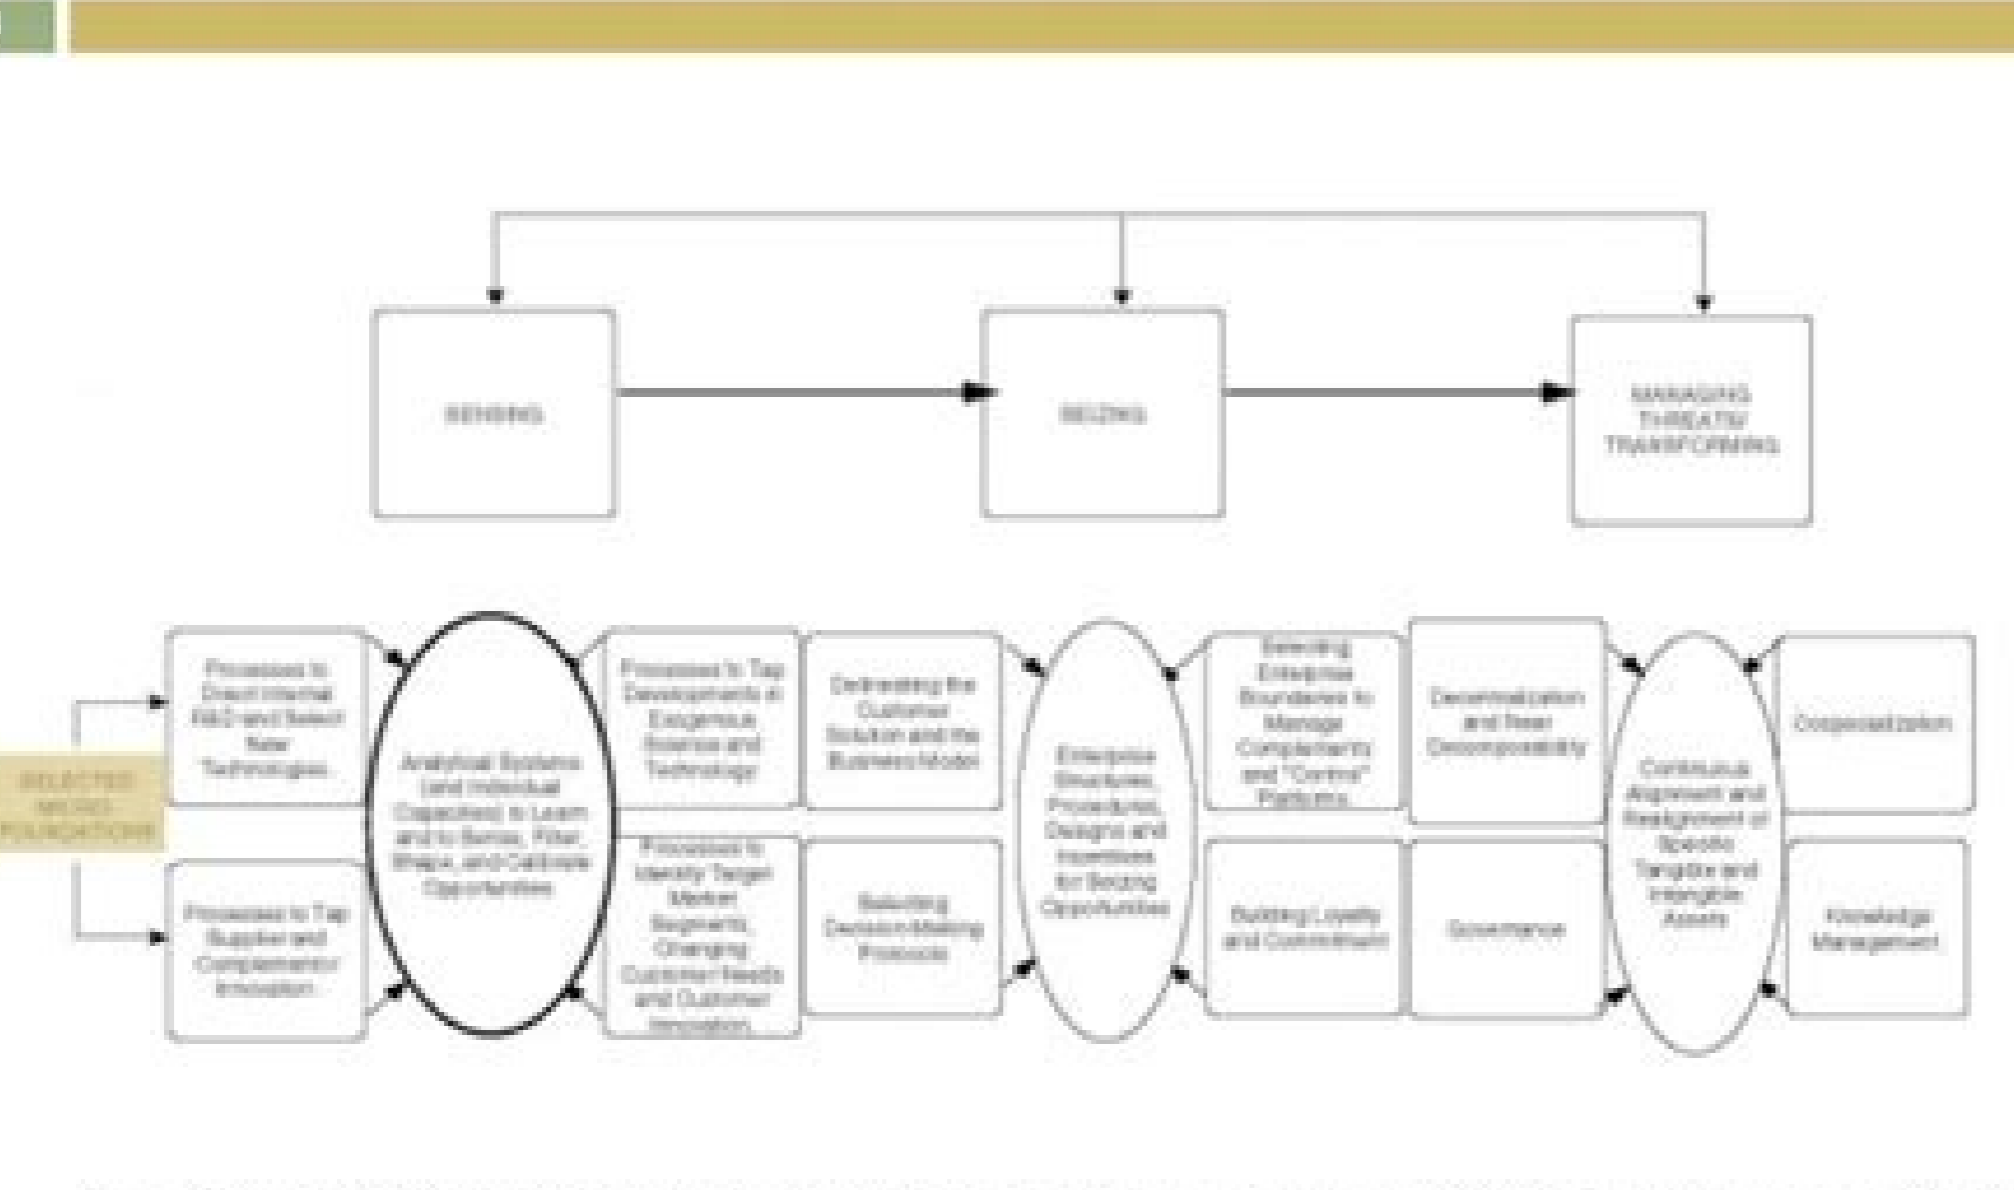 SENSING
SEIZING
MANAGING
THREATS/
TRANSFORMING
SELECTED
MICRO-
FOUNDATIONS
Processes to
Direct Internal
R&D and Select
New
Technologies.
Processes to Tap
Supplier and
Complementor
Innovation.
Analytical Systems
(and Individual
Capacities) to Learn
and to Sense, Filter,
Shape, and Calibrate
Opportunities.
Processes to Tap
Developments in
Exogenous
Science and
Technology.
Processes to
Identify Target
Market
Segments,
Changing
Customer Needs
and Customer
Innovation.
Delineating the
Customer
Solution and the
Business Model.
Selecting
Decision-Making
Protocols.
Enterprise
Structures,
Procedures,
Designs and
Incentives
for Seizing
Opportunities
Selecting
Enterprise
Boundaries to
Manage
Complements
and "Control"
Platforms.
Building Loyalty
and Commitment
Decentralization
and Near
Decomposability
Governance
Continuous
Alignment and
Realignment of
Specific
Tangible and
Intangible
Assets
Cospecialization
Knowledge
Management